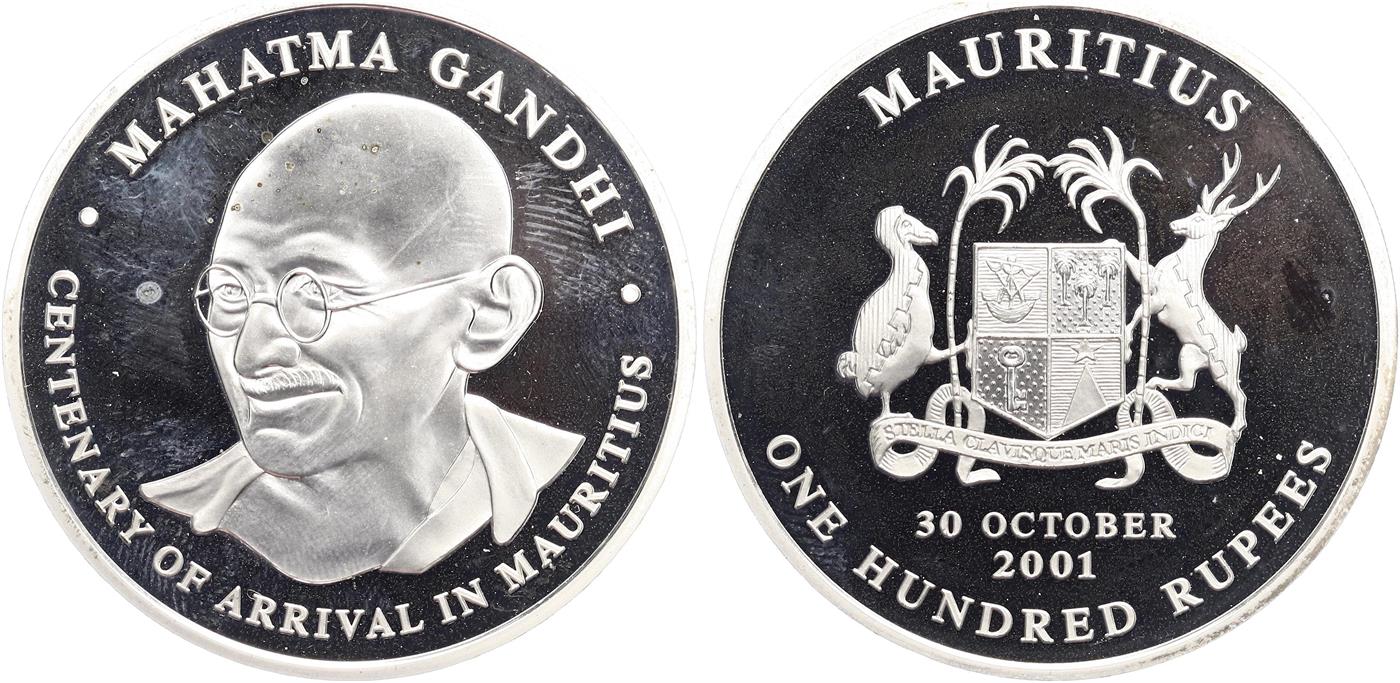 MAHATMA GANDHI
CENTENARY OF ARRIVAL IN MAURITIUS
MAURITIUS
STELLA CLAVISQUE MARIS INDICI
30 OCTOBER
2001
ONE HUNDRED RUPEES